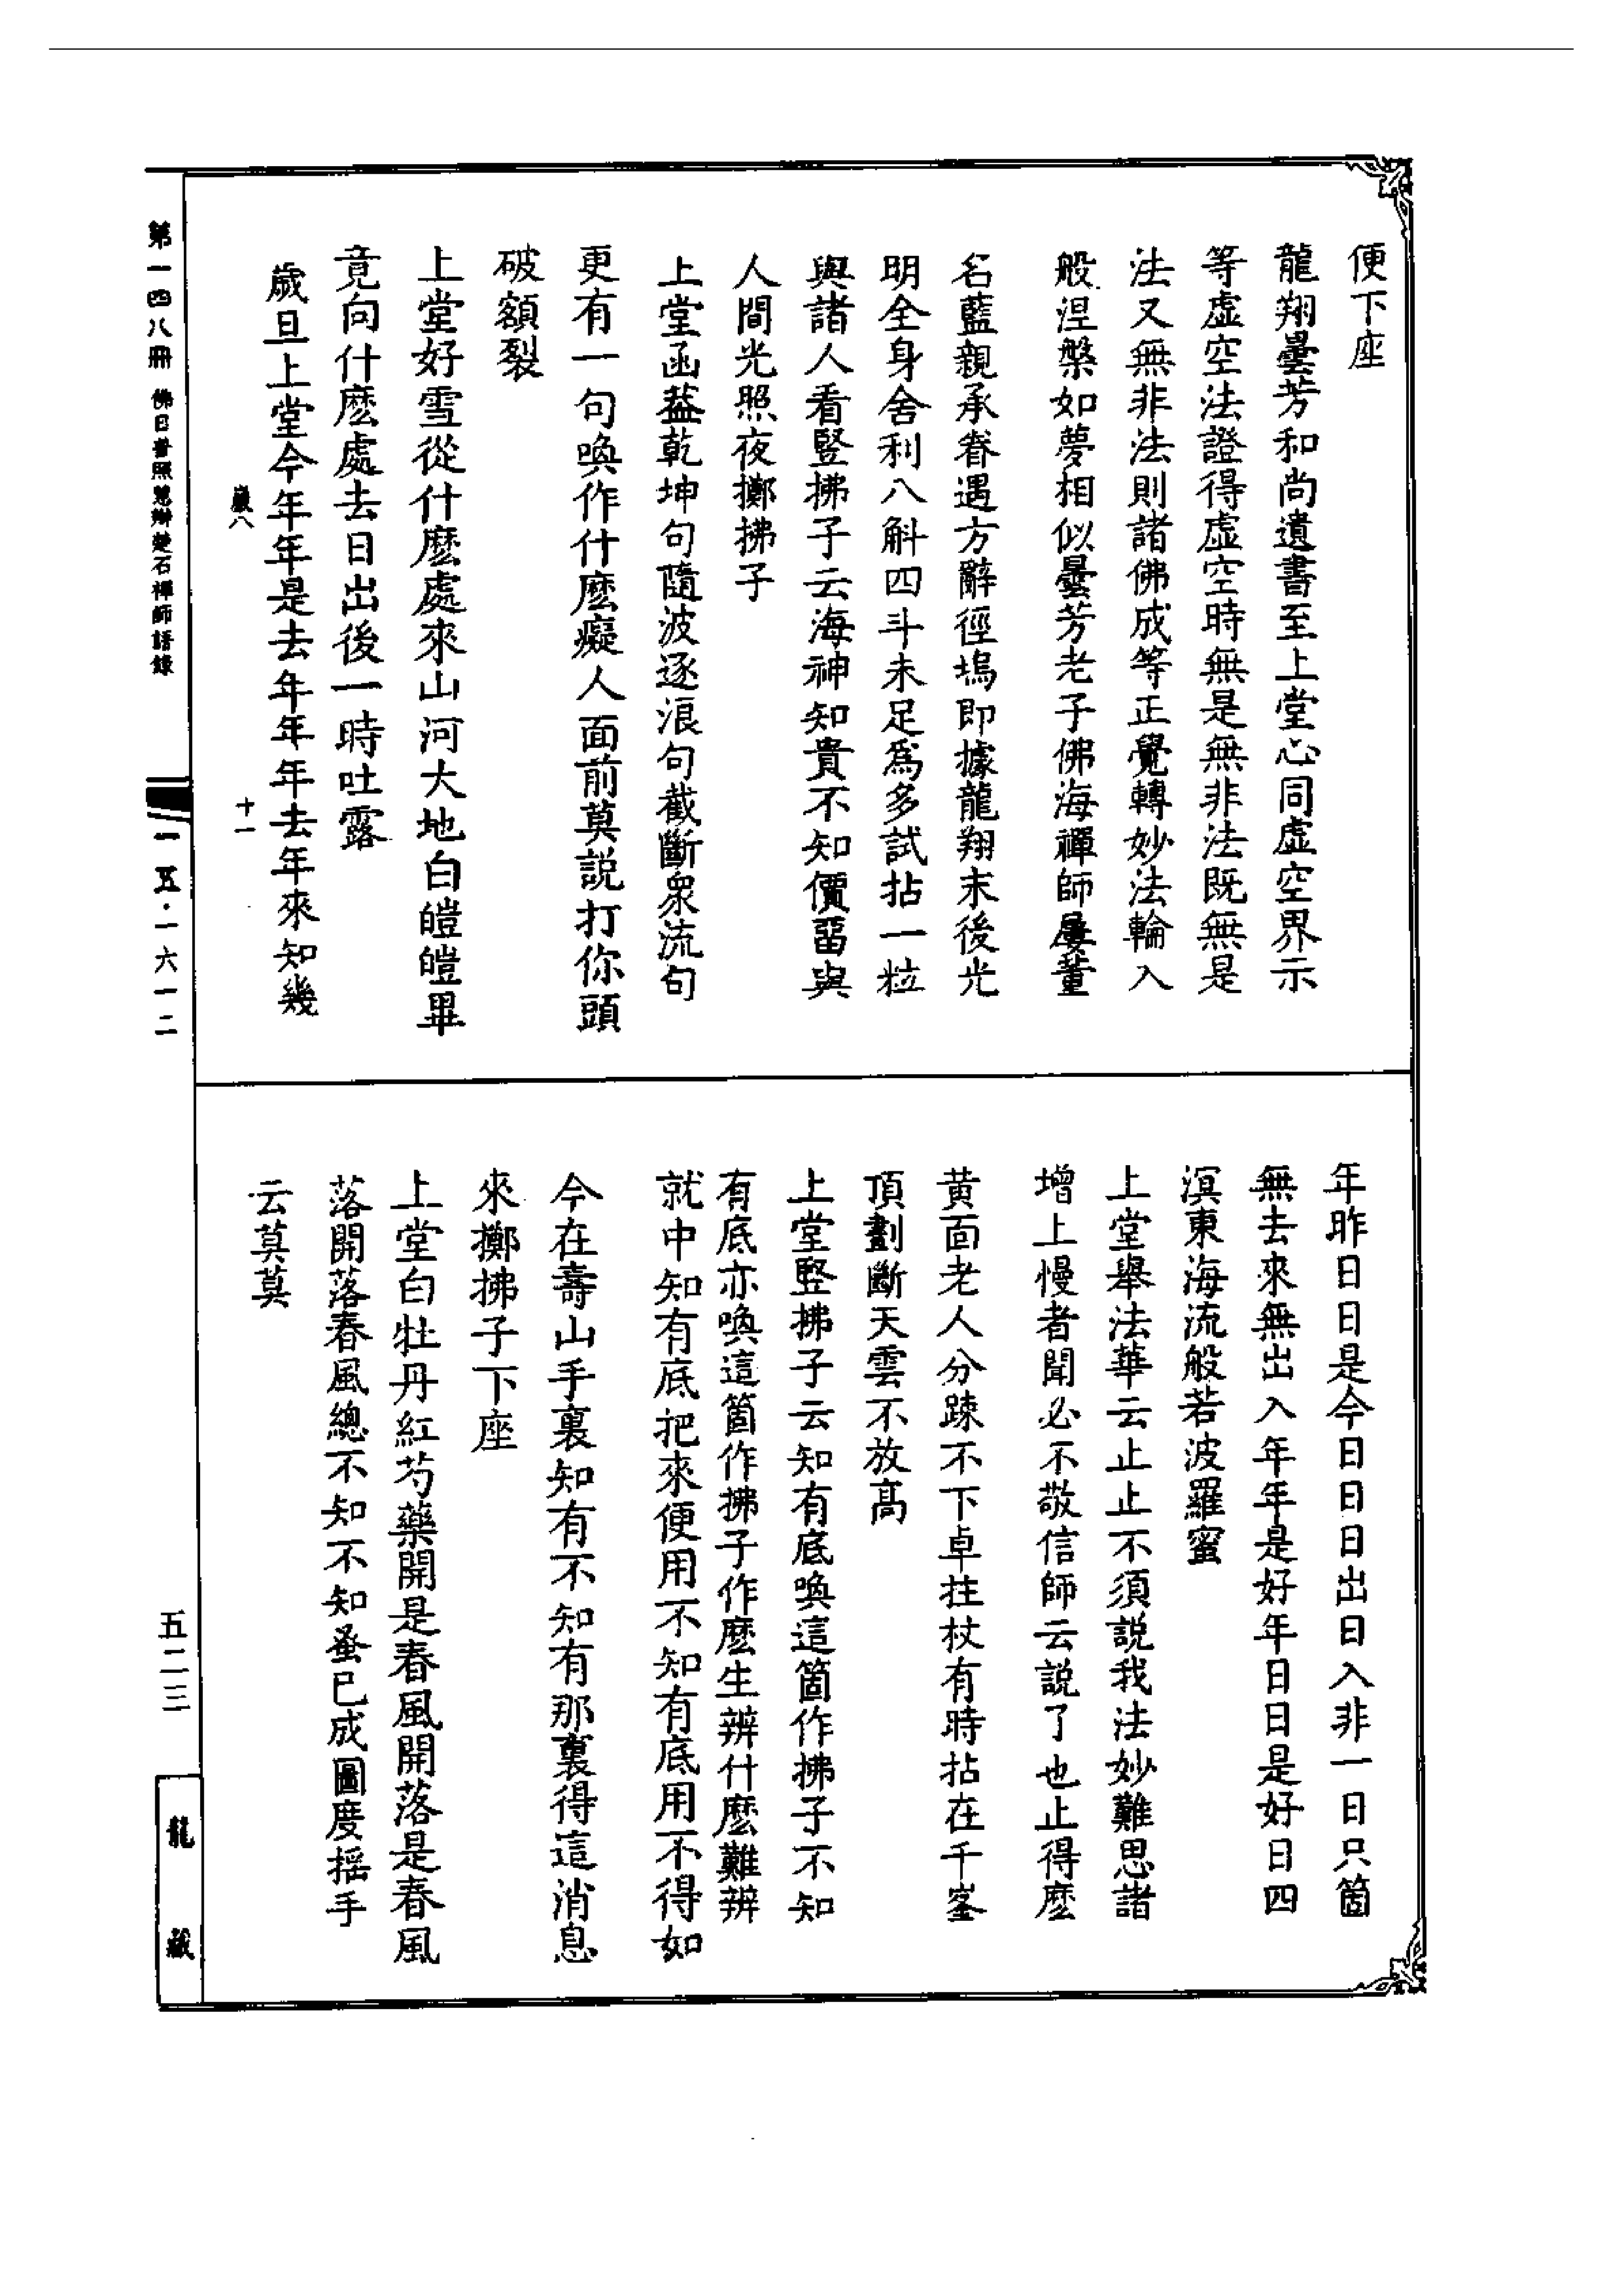 便下座
龍翔曇芳和尚遺書至上堂心同虛空界示
等虛空法證得虛空時無是無非法既無是
法又無非法則諸佛成等正覺轉妙法輪入
般涅槃如夢相似曇芳老子佛海禪師屢董
名藍親承眷遇方辭徑塢即據龍翔末後光
明全身舍利八斛四斗未足爲多試拈一粒
與諸人看豎拂子云海神知貴不知價畱與
人間光照夜擲拂子
上堂函葢乾坤句隨波逐浪句截斷衆流句
更有一句喚作什麽癡人面前莫説打你頭
破額裂
上堂好雪從什麽處來山河大地白皚皚畢
竟向什麽處去日出後一時吐露
歲旦上堂今年年是去年年年去年來知幾
巖八
十一
年昨日日是今日日日出日入非一日只箇
無去來無出入年年是好年日日是好日四
溟東海流般若波羅蜜
上堂舉法華云止止不須説我法妙難思諸
增上慢者聞必不敬信師云説了也止得麽
黄面老人分踈不下卓拄杖有時拈在千峯
頂劃斷天雲不放髙
上堂豎拂子云知有底喚這箇作拂子不知
有底亦喚這箇作拂子作麽生辨什麽難辨
就中知有底把來便用不知有底用不得如
今在壽山手裏知有不知有那裏得這消息
來擲拂子下座
上堂白牡丹紅芍藥開是春風開落是春風
落開落春風總不知不知蚤已成圖度揺手
云莫莫
第一四八冊 佛日普照慧辯楚石禪師語錄
一五·一六一二
五二三
龍藏